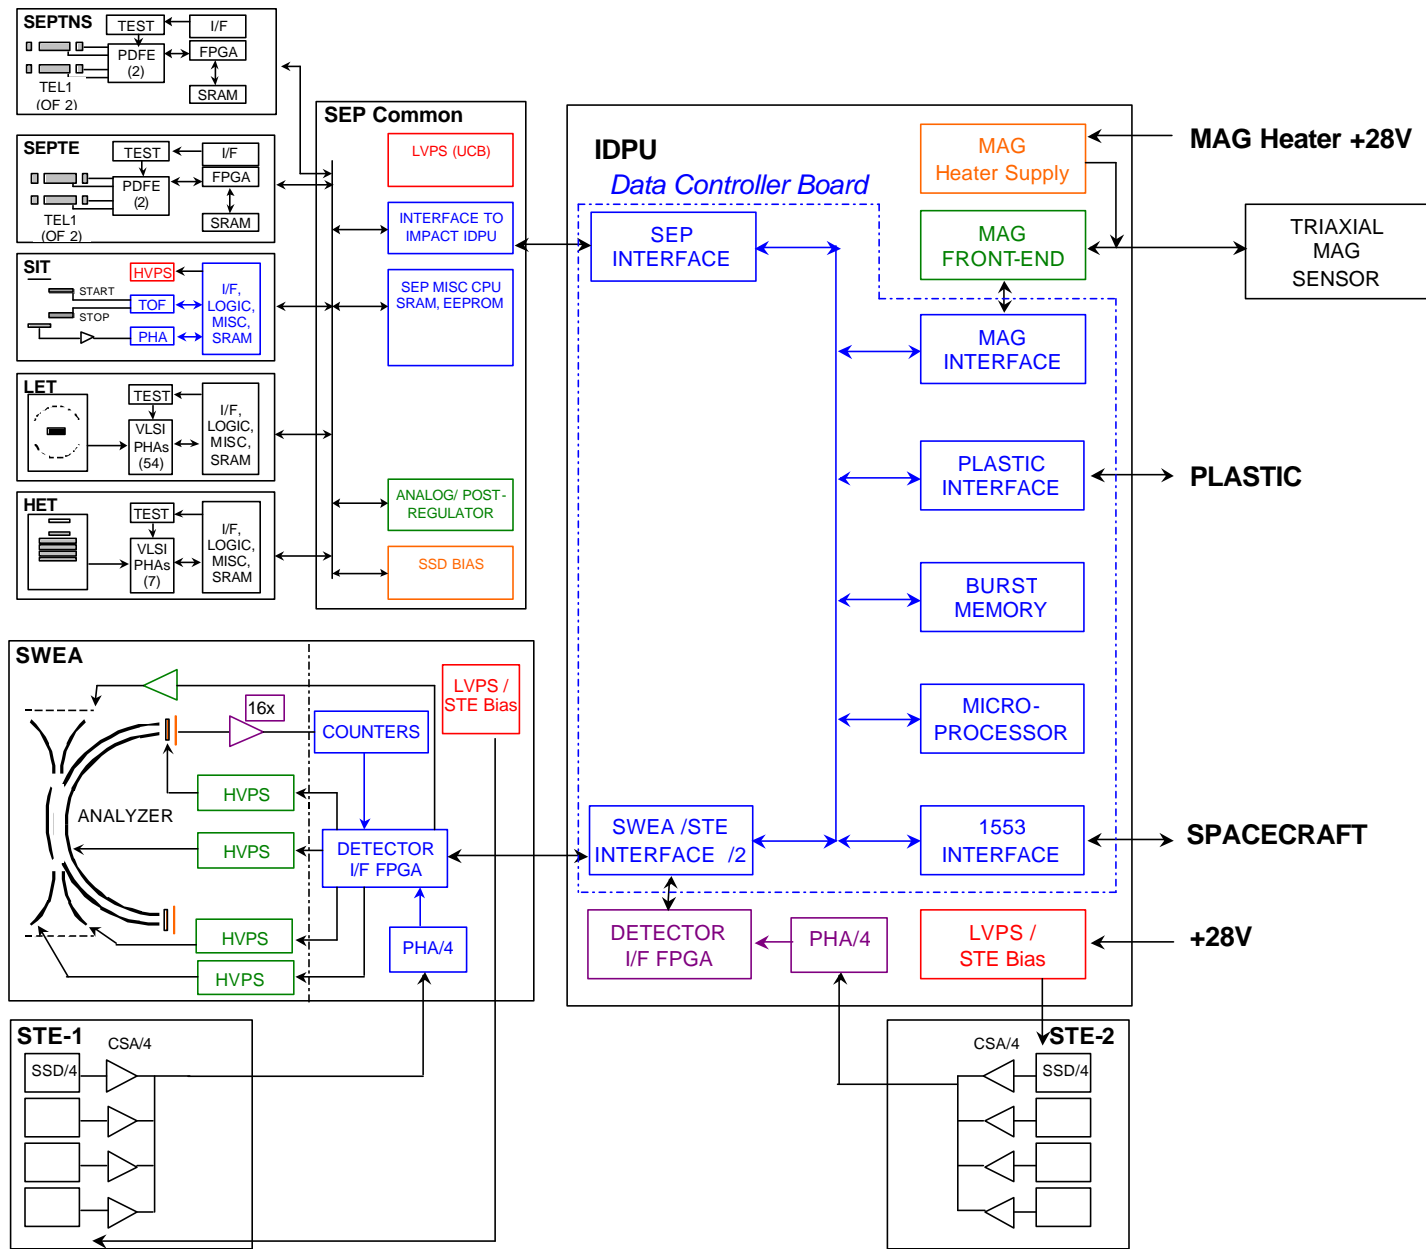 SEPTNS
TEST
I/F
PDFE
(2)
FPGA
SRAM
TEL1
(OF 2)
SEPTE
TEST
I/F
PDFE
(2)
FPGA
SRAM
TEL1
(OF 2)
SIT
HVPS
START
TOF
STOP
PHA
I/F,
LOGIC,
MISC,
SRAM
LET
TEST
VLSI
PHAs
(54)
I/F,
LOGIC,
MISC,
SRAM
HET
TEST
VLSI
PHAs
(7)
I/F,
LOGIC,
MISC,
SRAM
SEP Common
LVPS (UCB)
INTERFACE TO
IMPACT IDPU
SEP MISC CPU
SRAM, EEPROM
ANALOG/ POST-
REGULATOR
SSD BIAS
IDPU
Data Controller Board
SEP
INTERFACE
MAG
Heater Supply
MAG
FRONT-END
MAG
INTERFACE
PLASTIC
INTERFACE
BURST
MEMORY
MICRO-
PROCESSOR
1553
INTERFACE
SWEA /STE
INTERFACE /2
DETECTOR
I/F FPGA
PHA/4
LVPS /
STE Bias
MAG Heater +28V
TRIAXIAL
MAG
SENSOR
PLASTIC
SPACECRAFT
+28V
SWEA
16x
COUNTERS
LVPS /
STE Bias
ANALYZER
HVPS
HVPS
HVPS
HVPS
DETECTOR
I/F FPGA
PHA/4
STE-1
CSA/4
SSD/4
STE-2
CSA/4
SSD/4